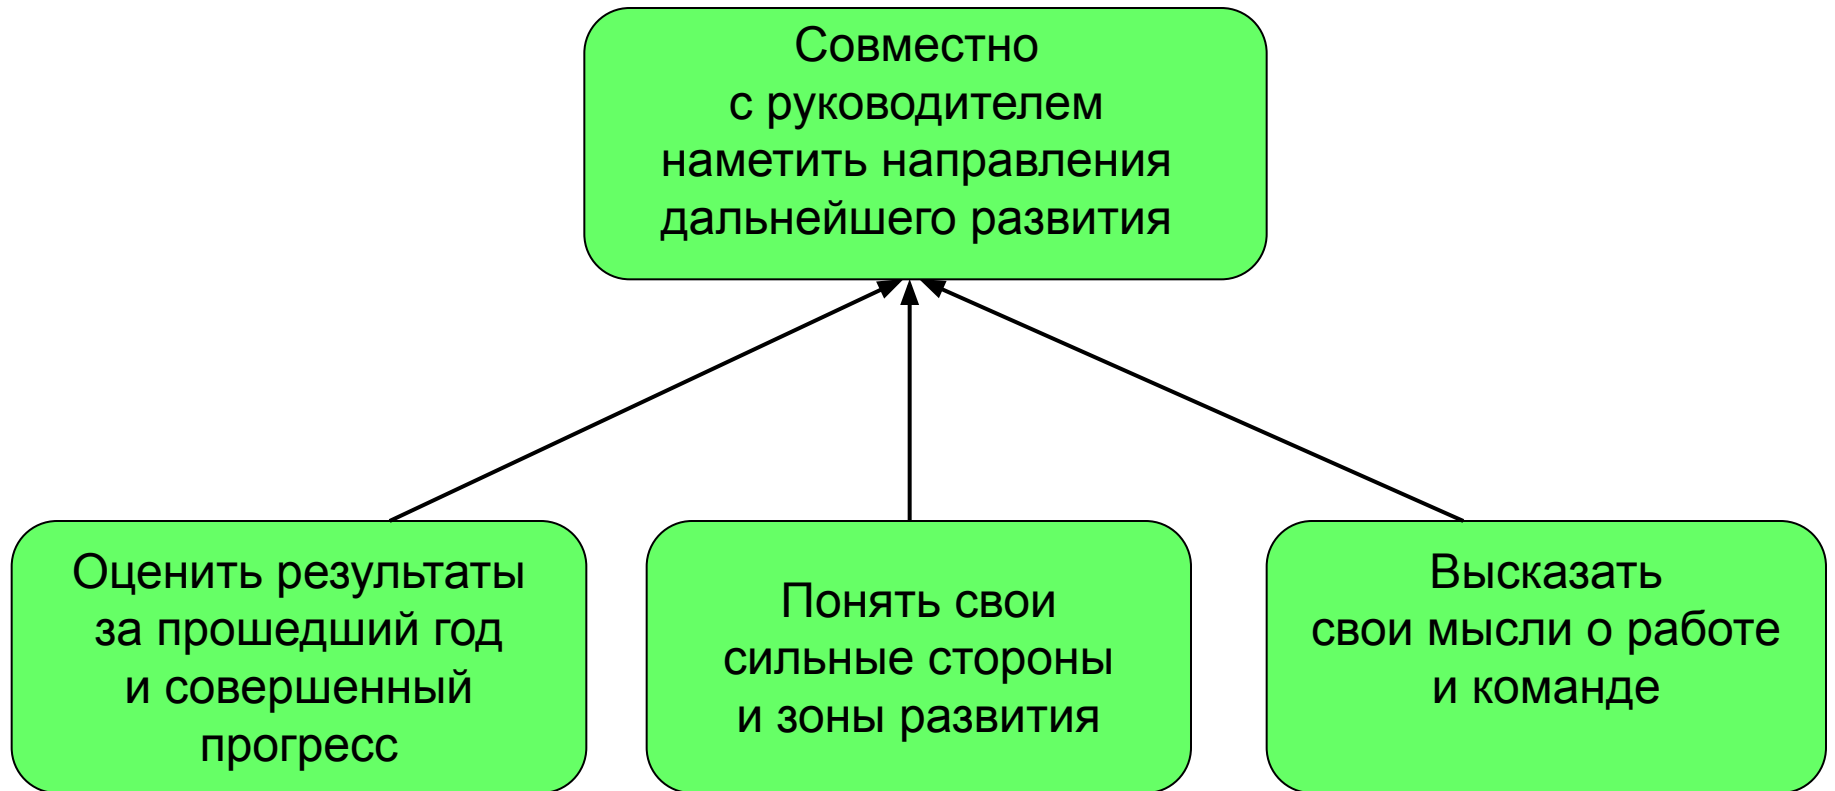 Совместно
с руководителем
наметить направления
дальнейшего развития
Оценить результаты
за прошедший год
и совершенный
прогресс
Понять свои
сильные стороны
и зоны развития
Высказать
свои мысли о работе
и команде